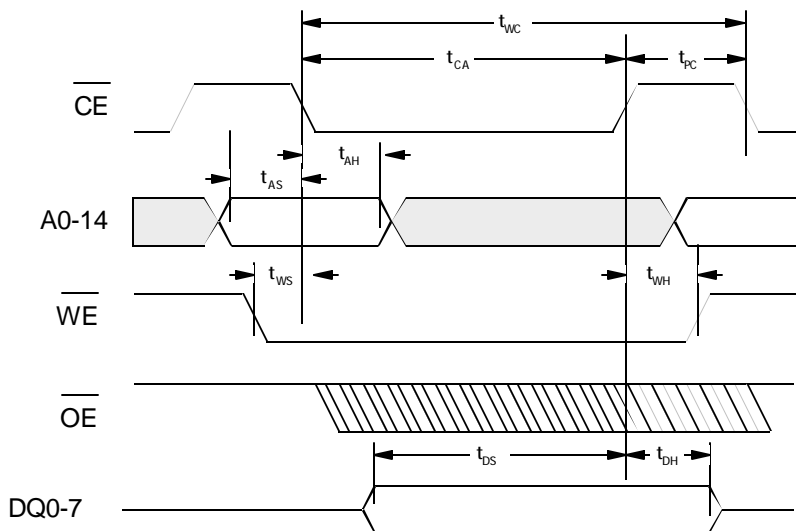 tWC
tCA tPC
CE
tAH
tAS
A0-14
tWS tWH
WE
OE
tDS tDH
DQ0-7